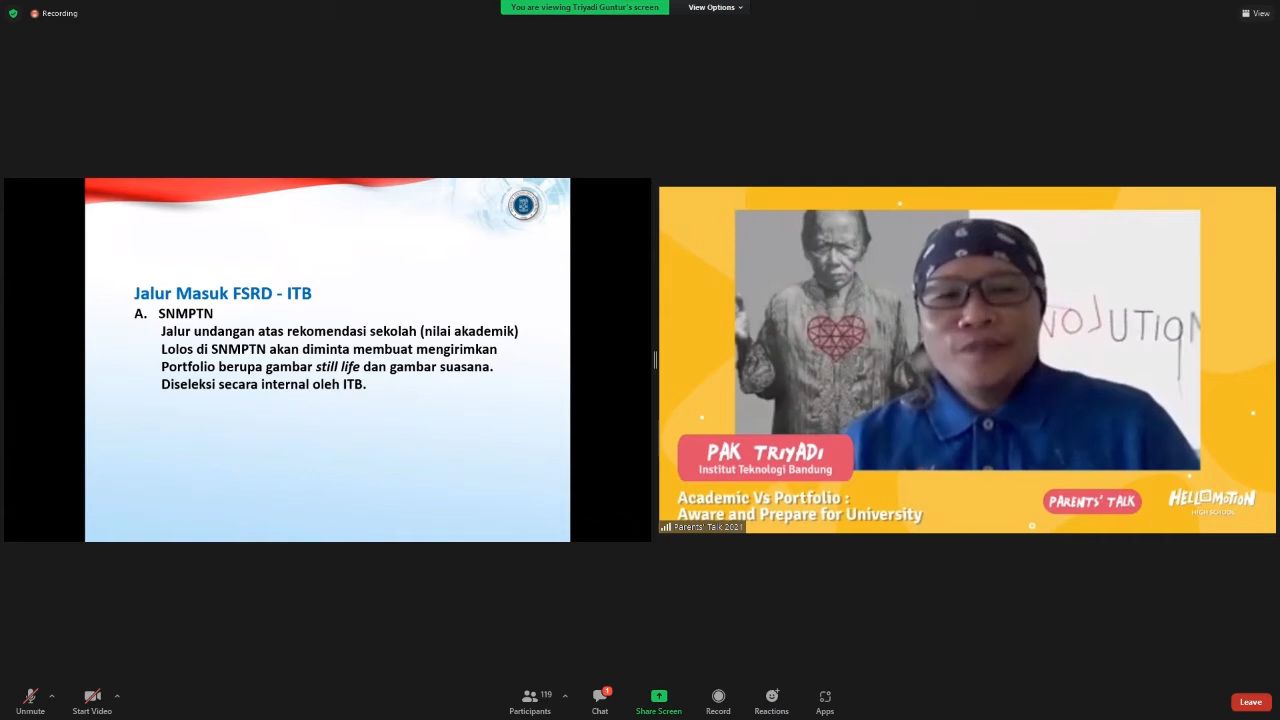 Recording
You are viewing Triyadi Guntur's screen
View Options
View
Jalur Masuk FSRD - ITB
A. SNMPTN
Jalur undangan atas rekomendasi sekolah (nilai akademik)
Lolos di SNMPTN akan diminta membuat mengirimkan
Portfolio berupa gambar still life dan gambar suasana.
Diseleksi secara internal oleh ITB.
VOLUTION
PAK TRIYADI
Institut Teknologi Bandung
Academic Vs Portfolio :
Aware and Prepare for University
PARENTS' TALK
HELLOMOTION
HIGH SCHOOL
Parents' Talk 2021
Unmute
Start Video
119
Participants
1
Chat
Share Screen
Record
Reactions
Apps
Leave